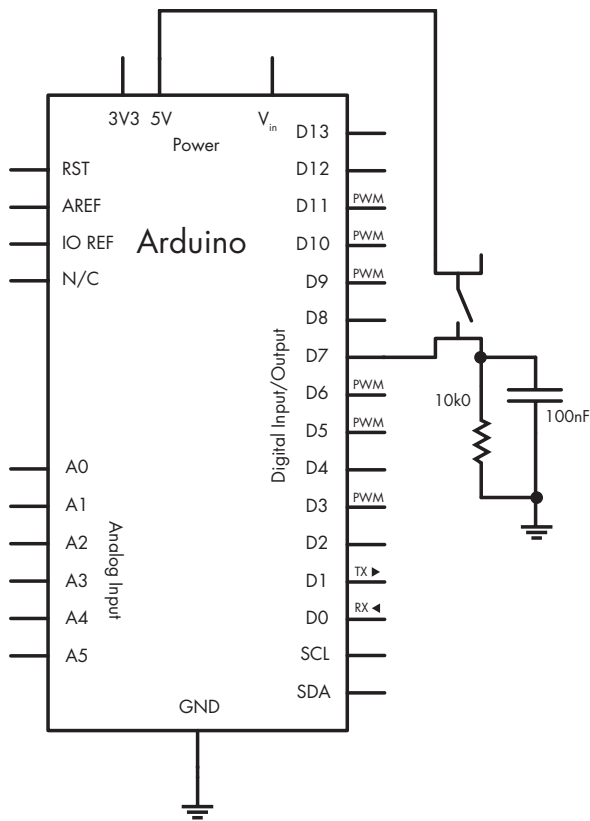 3V3 5V Vin
Power
RST
AREF
IO REF
N/C
Arduino
A0
A1
A2
A3
A4
A5
Analog Input
D13
D12
D11 PWM
D10 PWM
D9 PWM
D8
D7
D6 PWM
D5 PWM
D4
D3 PWM
D2
D1 TX ▶
D0 RX ◀
SCL
SDA
Digital Input/Output
GND
10k0
100nF